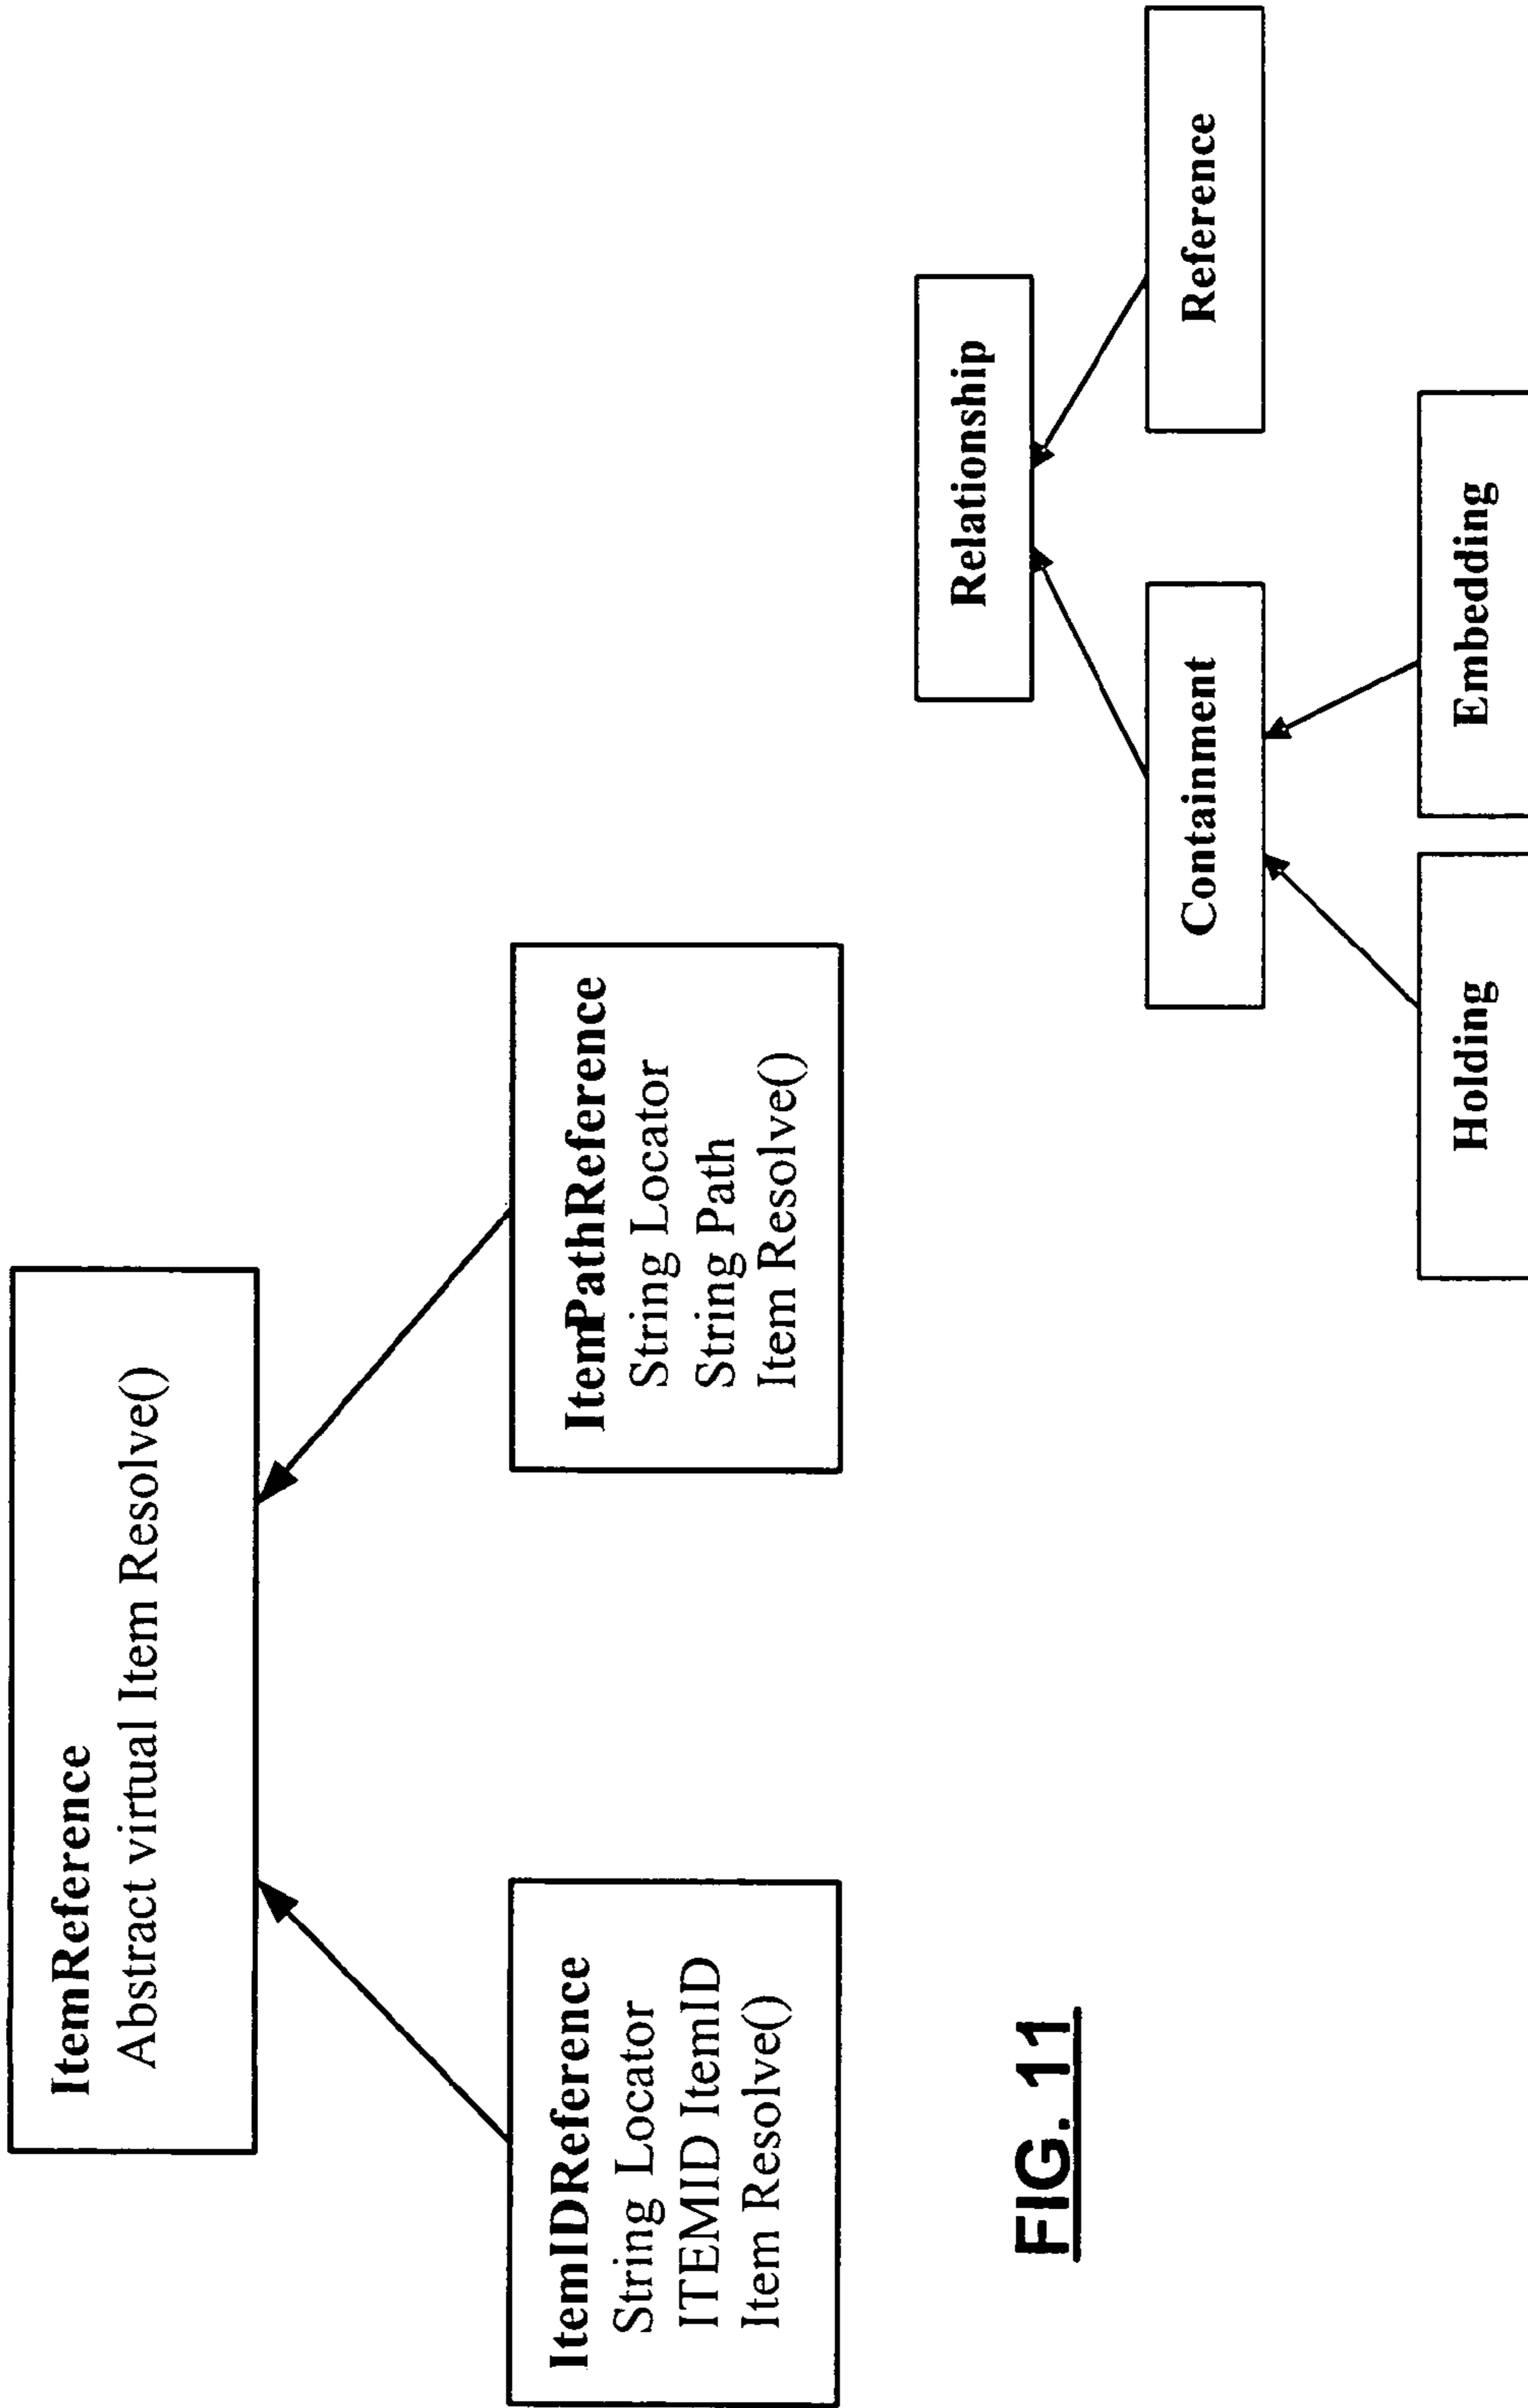 ItemReference
Abstract virtual Item Resolve()
ItemIDReference
String Locator
ITEMID ItemID
Item Resolve()
ItemPathReference
String Locator
String Path
Item Resolve()
Relationship
Containment
Reference
Holding
Embedding
FIG. 11